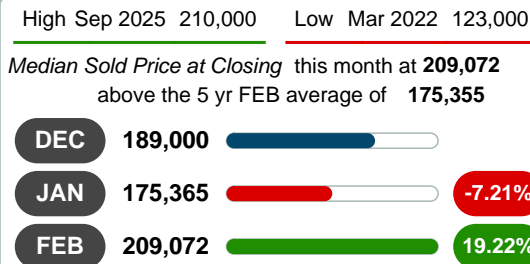 High Sep 2025 210,000 Low Mar 2022 123,000
Median Sold Price at Closing this month at 209,072
above the 5 yr FEB average of 175,355
DEC 189,000
JAN 175,365 -7.21%
FEB 209,072 19.22%